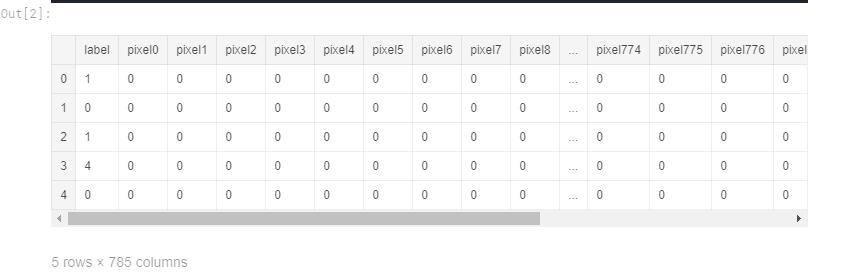 Out[2]:
label pixel0 pixel1 pixel2 pixel3 pixel4 pixel5 pixel6 pixel7 pixel8 ... pixel774 pixel775 pixel776 pixel
0 1 0 0 0 0 0 0 0 0 0 ... 0 0 0 0
1 0 0 0 0 0 0 0 0 0 0 ... 0 0 0 0
2 1 0 0 0 0 0 0 0 0 0 ... 0 0 0 0
3 4 0 0 0 0 0 0 0 0 0 ... 0 0 0 0
4 0 0 0 0 0 0 0 0 0 0 ... 0 0 0 0
5 rows × 785 columns